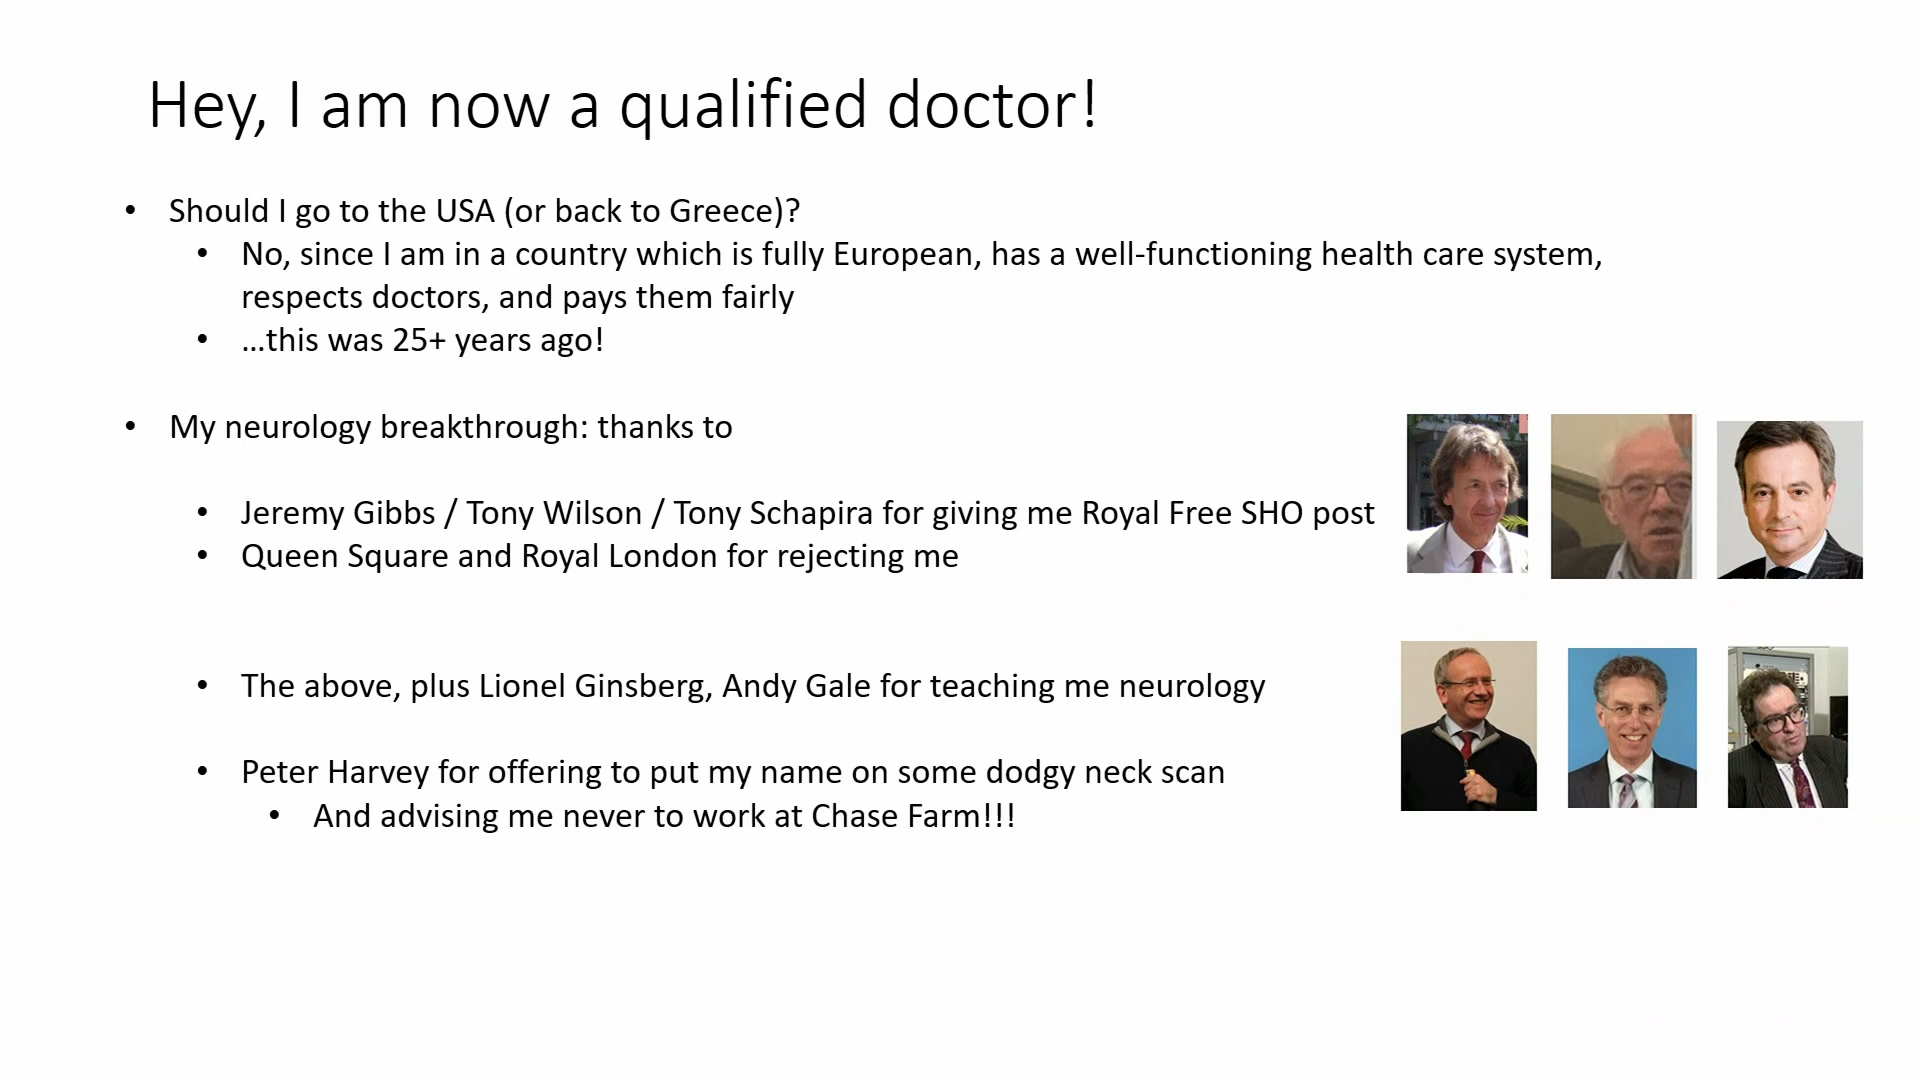 Hey, I am now a qualified doctor!
• Should I go to the USA (or back to Greece)?
• No, since I am in a country which is fully European, has a well-functioning health care system,
respects doctors, and pays them fairly
• …this was 25+ years ago!
• My neurology breakthrough: thanks to
• Jeremy Gibbs / Tony Wilson / Tony Schapira for giving me Royal Free SHO post
• Queen Square and Royal London for rejecting me
• The above, plus Lionel Ginsberg, Andy Gale for teaching me neurology
• Peter Harvey for offering to put my name on some dodgy neck scan
• And advising me never to work at Chase Farm!!!